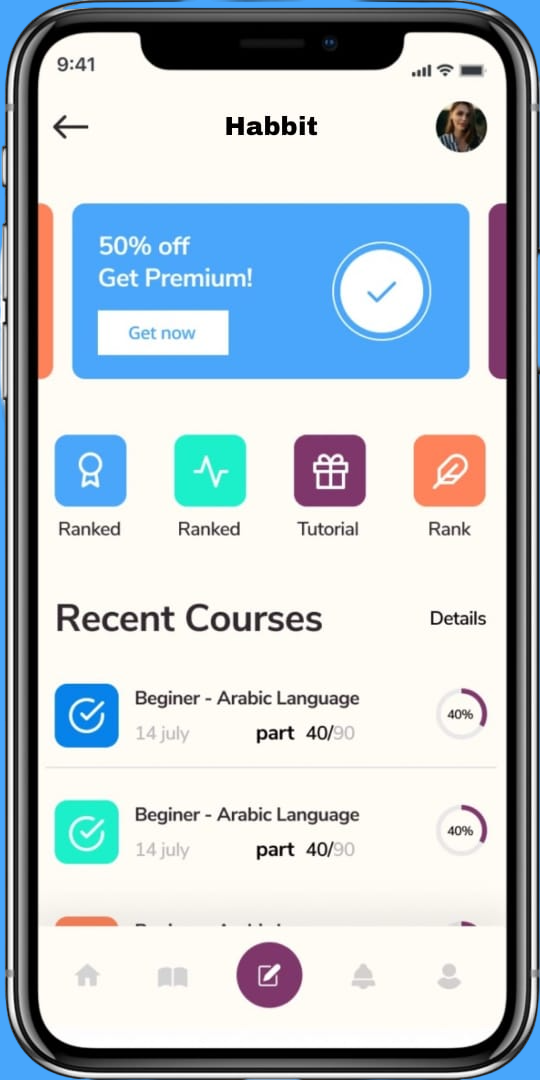 9:41
Habbit
50% off
Get Premium!
Get now
Ranked Ranked Tutorial Rank
Recent Courses Details
Beginer - Arabic Language
14 july part 40/90 40%
Beginer - Arabic Language
14 july part 40/90 40%